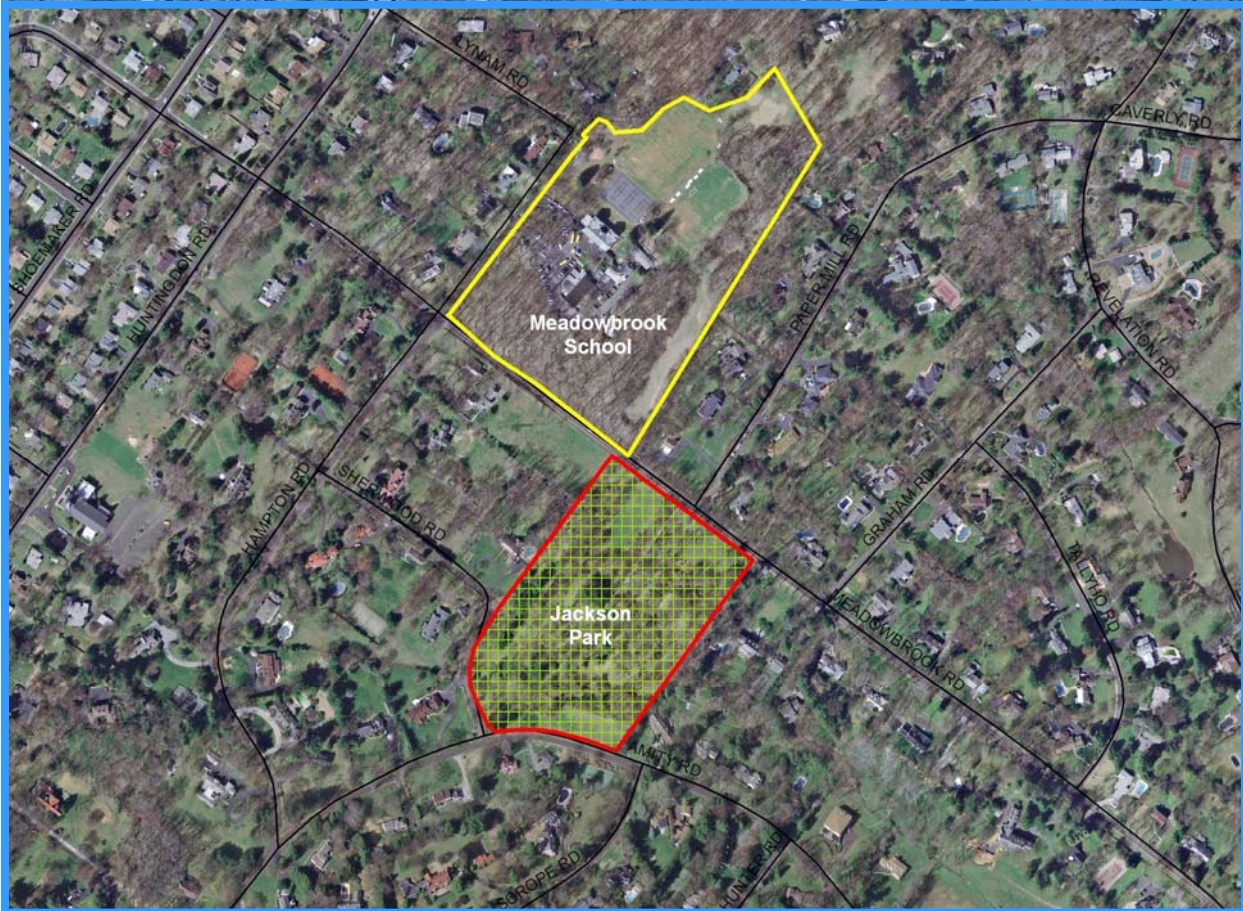 LYNAM RD
CAVERLY RD
SHOEMAKER RD
HUNTINGDON RD
PAPER MILL RD
REVELATION RD
Meadowbrook
School
HAMPTON RD
SHERWOOD RD
GRAHAM RD
TALLYHO RD
Jackson
Park
MEADOWBROOK RD
AMITY RD
HUNTER RD